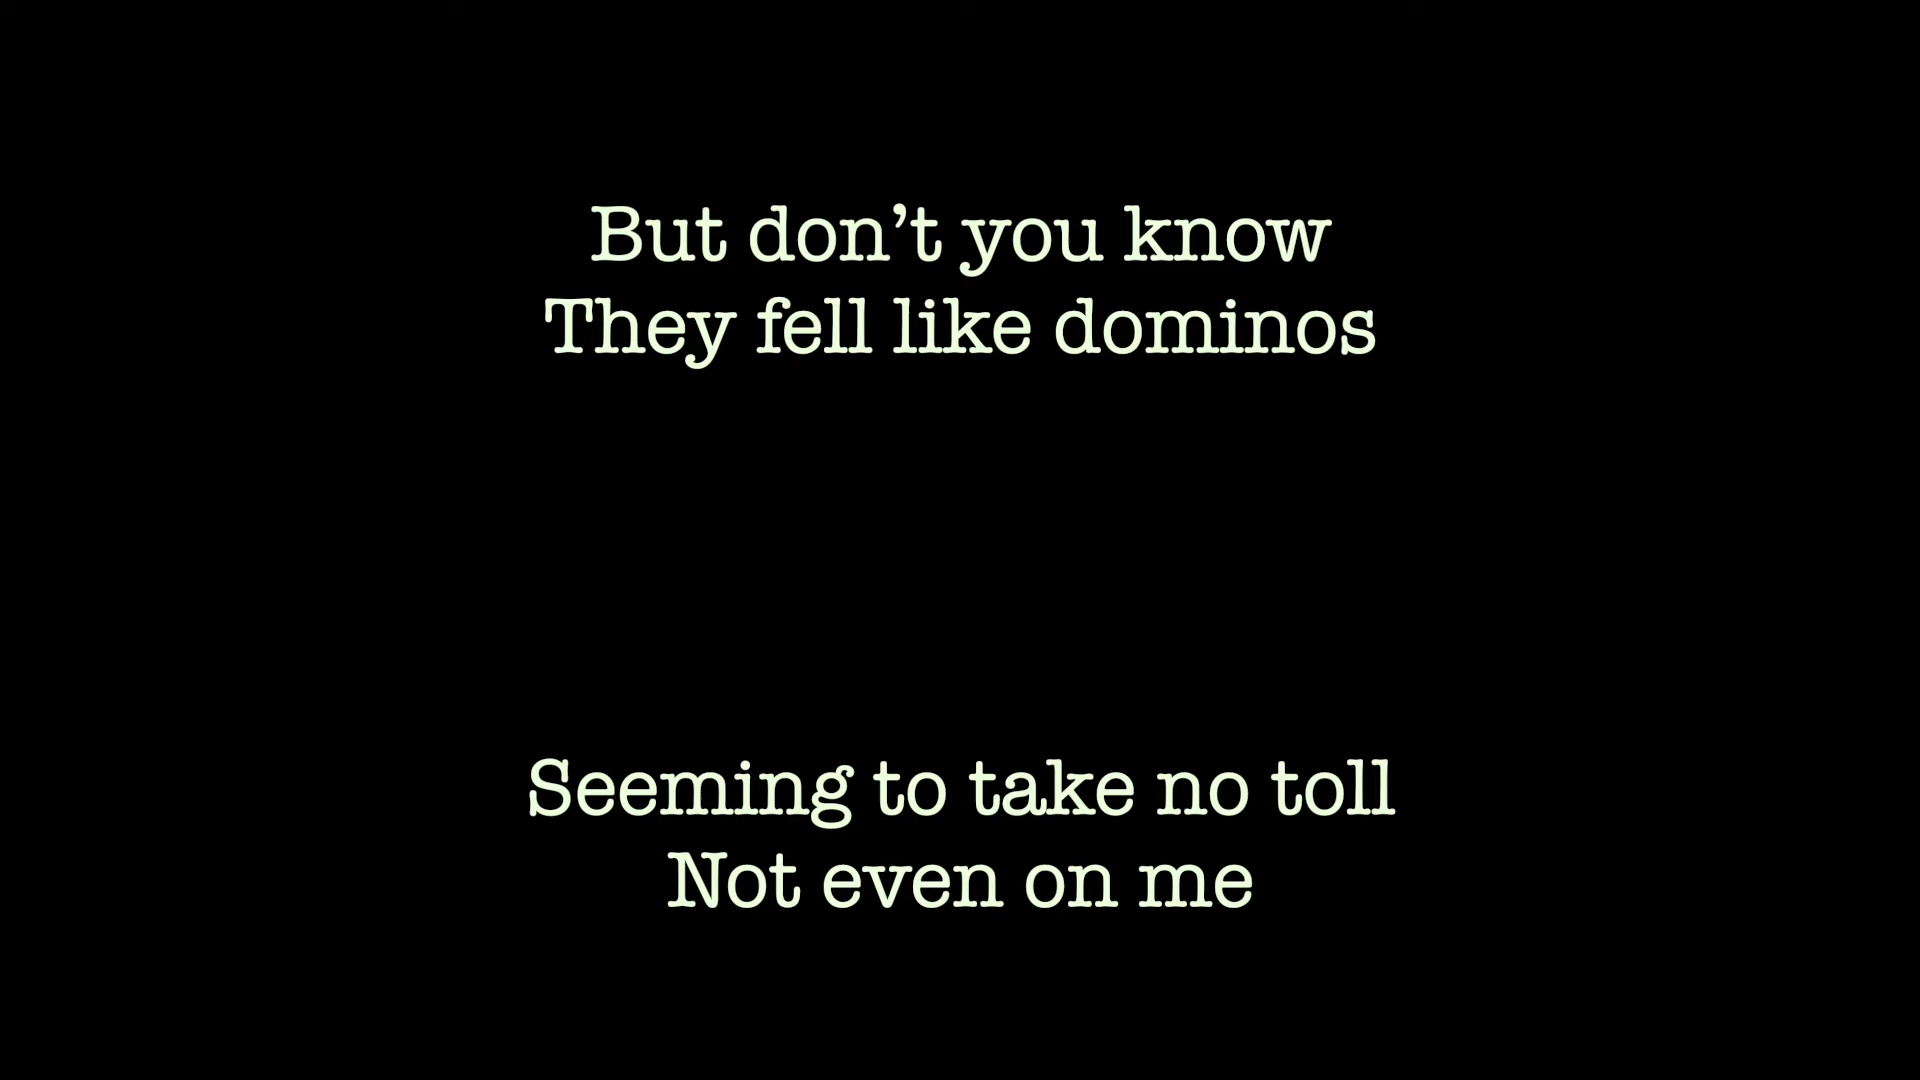 But don’t you know
They fell like dominos
Seeming to take no toll
Not even on me